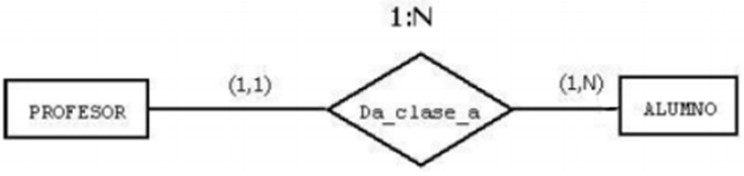 1:N
(1,1)
(1,N)
PROFESOR
Da_clase_a
ALUMNO